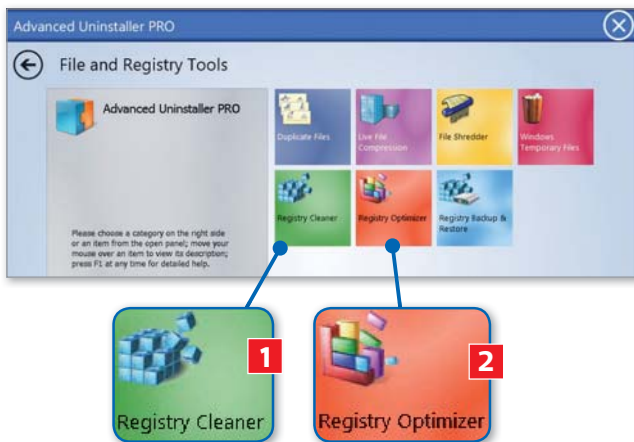 Advanced Uninstaller PRO
File and Registry Tools
Advanced Uninstaller PRO
Please choose a category on the right side
or an item from the open panel; move your
mouse over an item to view its description;
press F1 at any time for detailed help.
Duplicate Files
Live File
Compression
File Shredder
Windows
Temporary Files
Registry Cleaner
Registry Optimizer
Registry Backup &
Restore
1
Registry Cleaner
2
Registry Optimizer